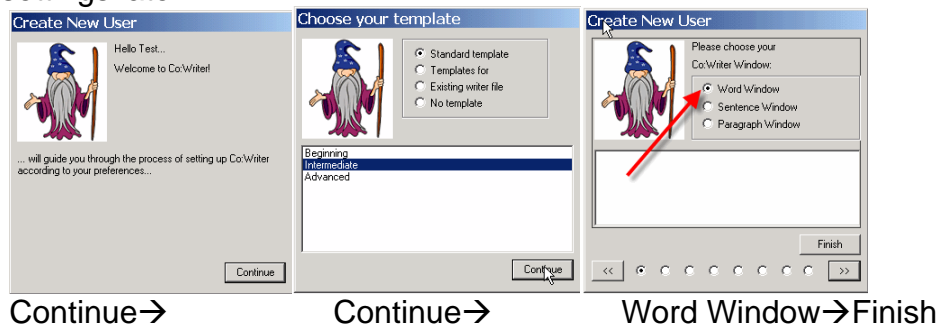 Create New User
Hello Test...
Welcome to Co:Writer!
... will guide you through the process of setting up Co:Writer
according to your preferences...
Continue
Choose your template
Standard template
Templates for
Existing writer file
No template
Beginning
Intermediate
Advanced
Continue
Create New User
Please choose your
Co:Writer Window:
Word Window
Sentence Window
Paragraph Window
Finish
<< >>
Continue→ Continue→ Word Window→Finish